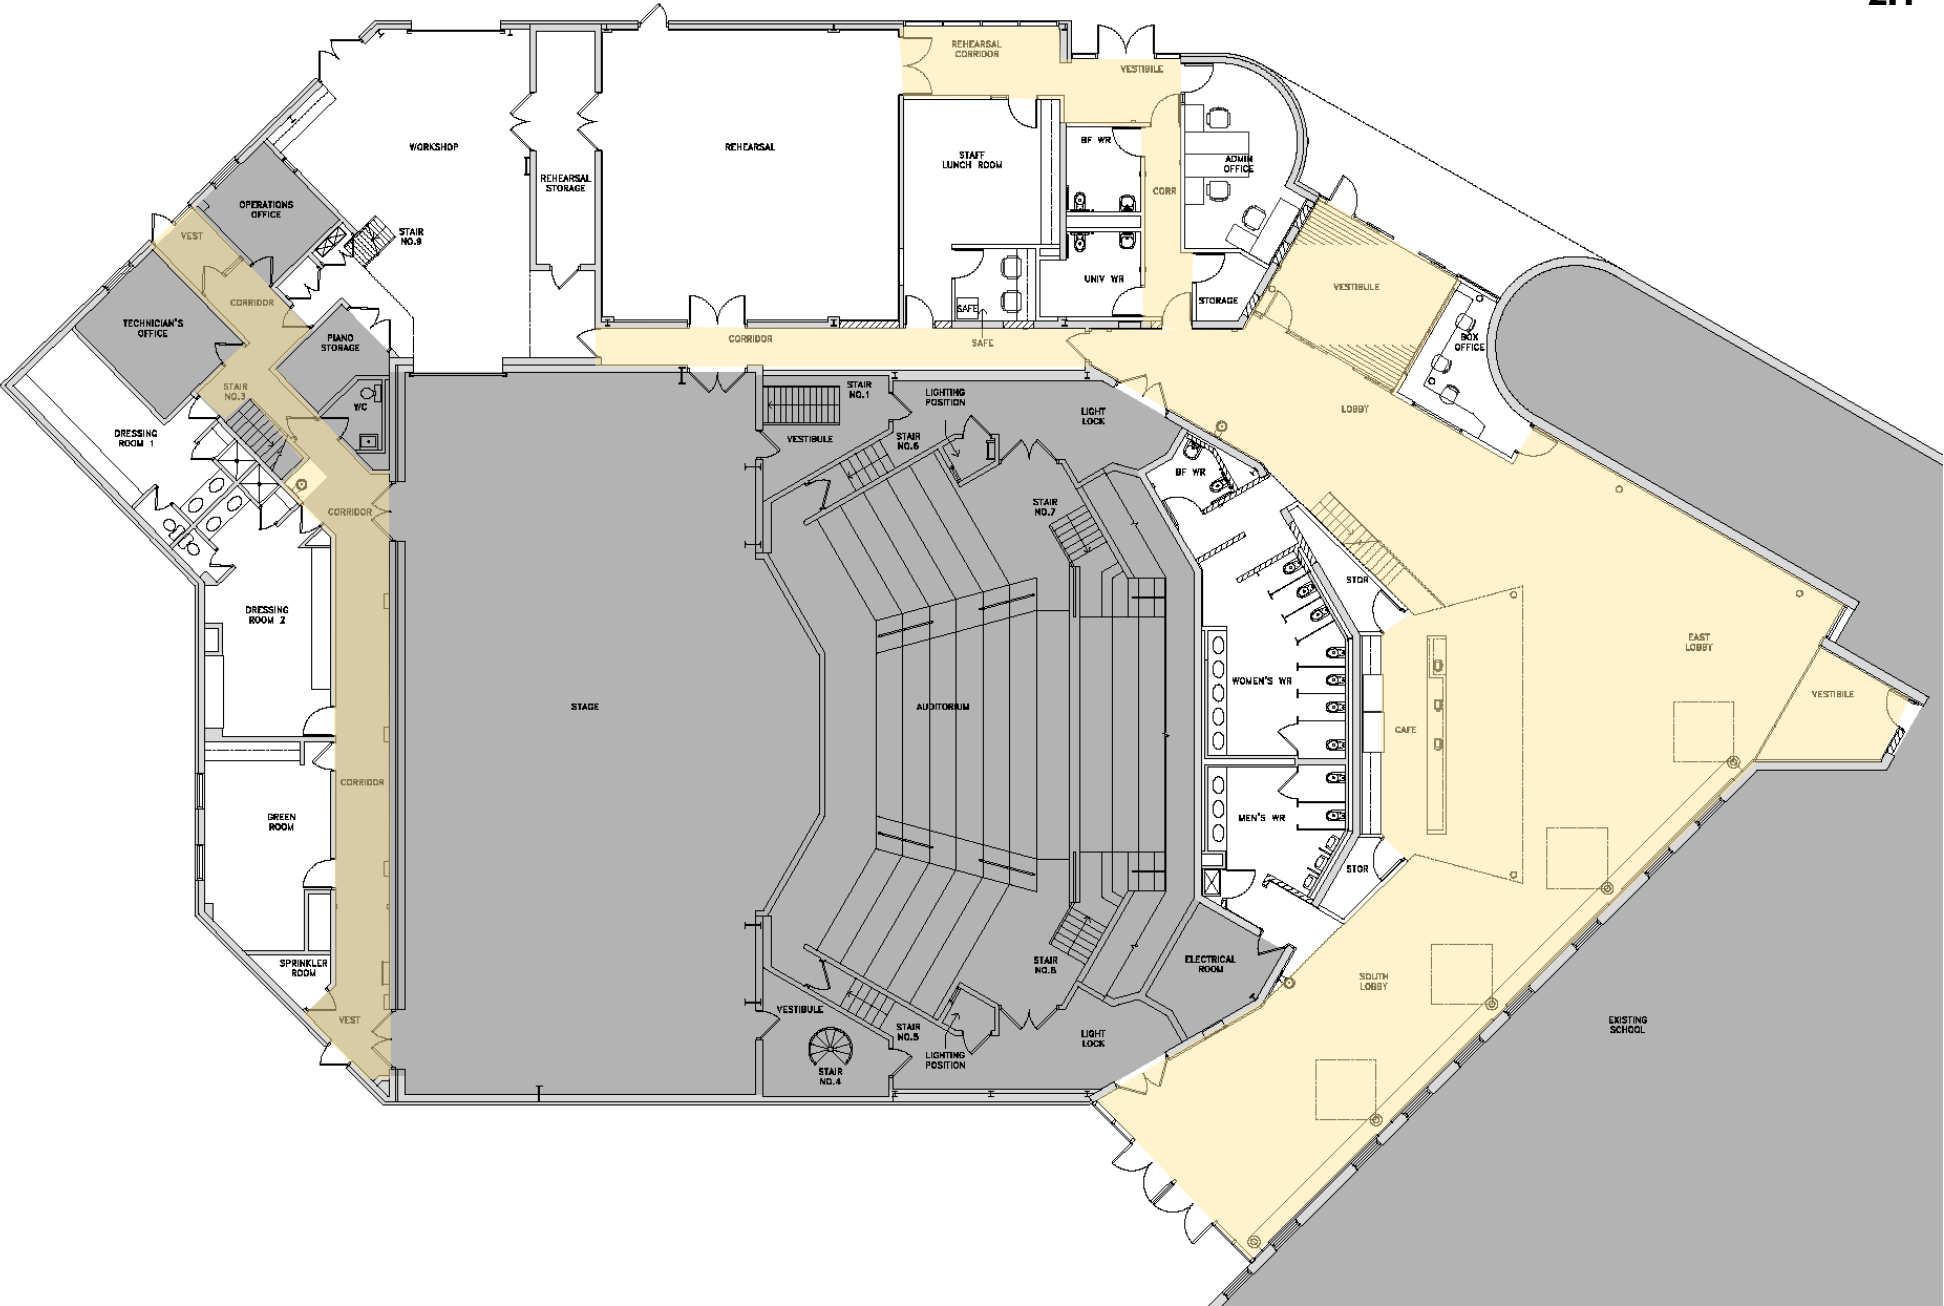 REHEARSAL
CORRIDOR
VESTIBILE
WORKSHOP
REHEARSAL
REHEARSAL
STORAGE
STAFF
LUNCH ROOM
BF WR
ADMIN
OFFICE
CORR
OPERATIONS
OFFICE
VEST
STAIR
NO.9
UNIV WR
STORAGE
SAFE
VESTIBULE
CORRIDOR
TECHNICIAN'S
OFFICE
PIANO
STORAGE
CORRIDOR
SAFE
BOX
OFFICE
STAIR
NO.3
W/C
STAIR
NO.1
LIGHTING
POSITION
LIGHT
LOCK
LOBBY
DRESSING
ROOM 1
VESTIBULE
STAIR
NO.6
BF WR
CORRIDOR
STAIR
NO.7
STOR
DRESSING
ROOM 2
EAST
LOBBY
WOMEN'S WR
VESTIBILE
STAGE
AUDITORIUM
CAFE
CORRIDOR
GREEN
ROOM
MEN'S WR
STOR
SPRINKLER
ROOM
STAIR
NO.8
ELECTRICAL
ROOM
SOUTH
LOBBY
VEST
VESTIBULE
STAIR
NO.5
LIGHT
LOCK
EXISTING
SCHOOL
LIGHTING
POSITION
STAIR
NO.4